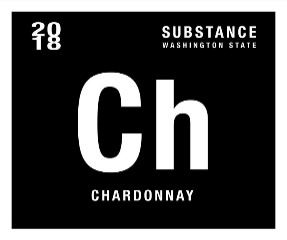 20
18
SUBSTANCE
WASHINGTON STATE
Ch
CHARDONNAY